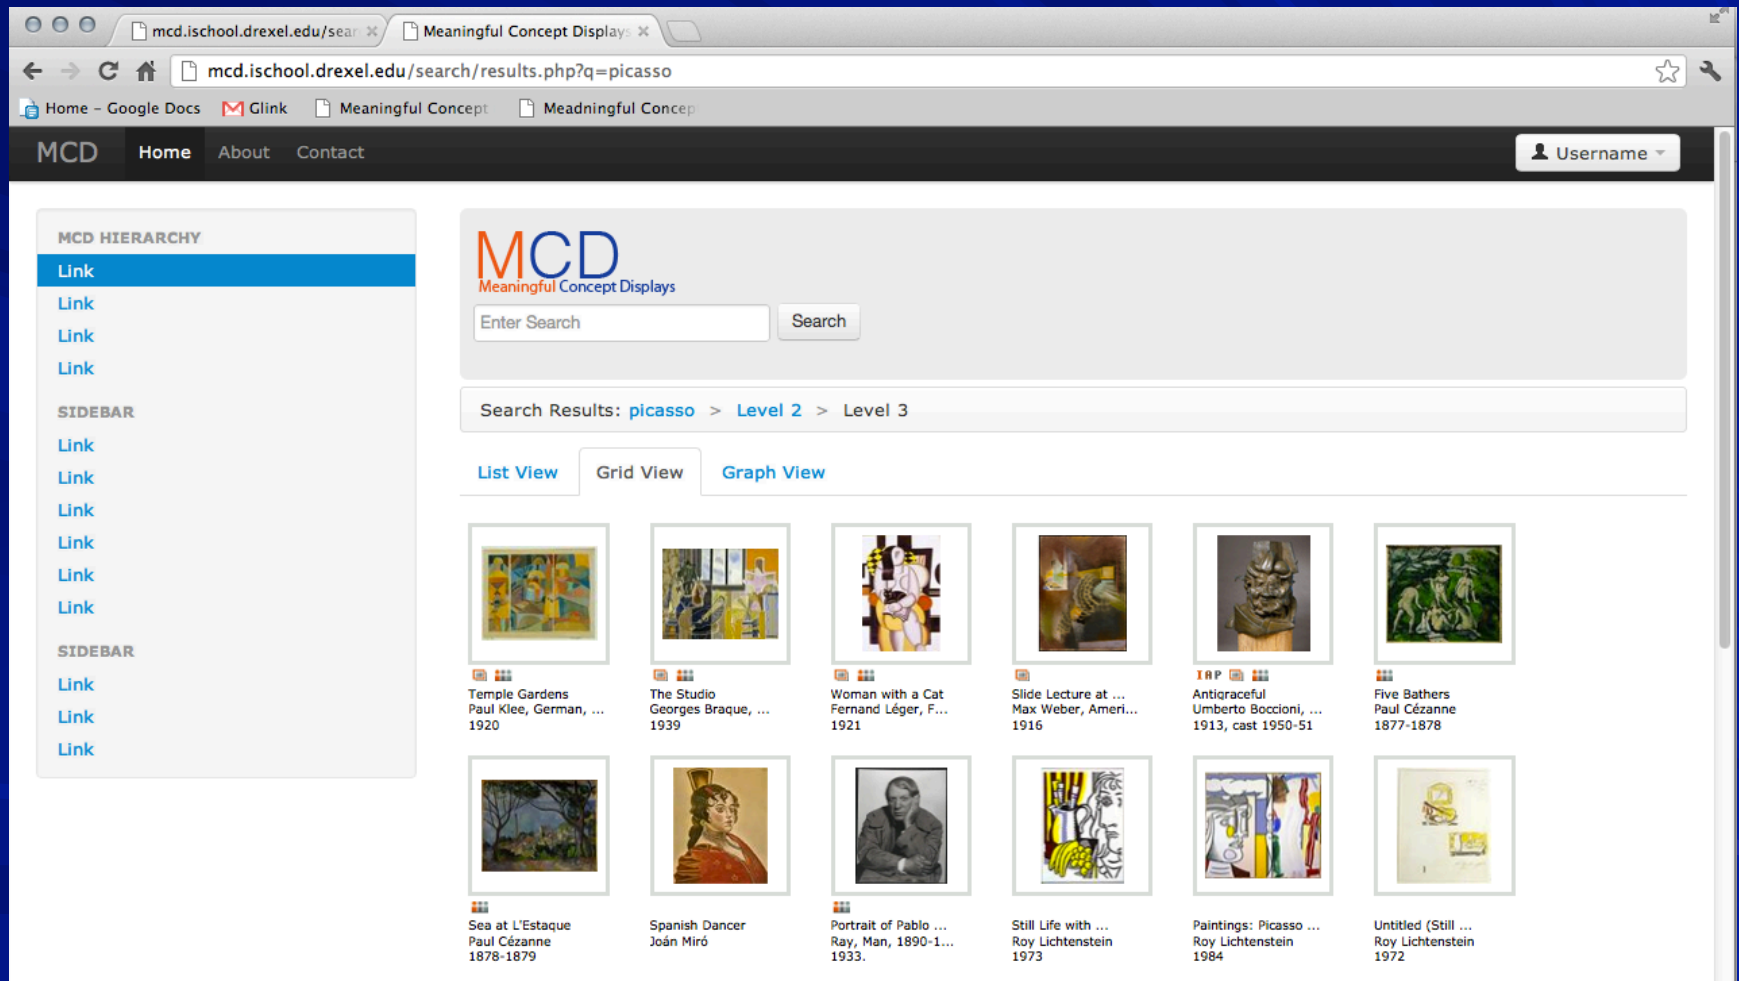 mcd.ischool.drexel.edu/sear
Meaningful Concept Displays
mcd.ischool.drexel.edu/search/results.php?q=picasso
Home – Google Docs
Glink
Meaningful Concept
Meadningful Concep
MCD
Home
About
Contact
Username
MCD HIERARCHY
Link
Link
Link
Link
SIDEBAR
Link
Link
Link
Link
Link
Link
SIDEBAR
Link
Link
Link
MCD
Meaningful Concept Displays
Enter Search
Search
Search Results: picasso > Level 2 > Level 3
List View
Grid View
Graph View
Temple Gardens
Paul Klee, German, ...
1920
The Studio
Georges Braque, ...
1939
Woman with a Cat
Fernand Léger, F...
1921
Slide Lecture at ...
Max Weber, Ameri...
1916
IAP
Antigraceful
Umberto Boccioni, ...
1913, cast 1950-51
Five Bathers
Paul Cézanne
1877-1878
Sea at L'Estaque
Paul Cézanne
1878-1879
Spanish Dancer
Joán Miró
Portrait of Pablo ...
Ray, Man, 1890-1...
1933.
Still Life with ...
Roy Lichtenstein
1973
Paintings: Picasso ...
Roy Lichtenstein
1984
Untitled (Still ...
Roy Lichtenstein
1972